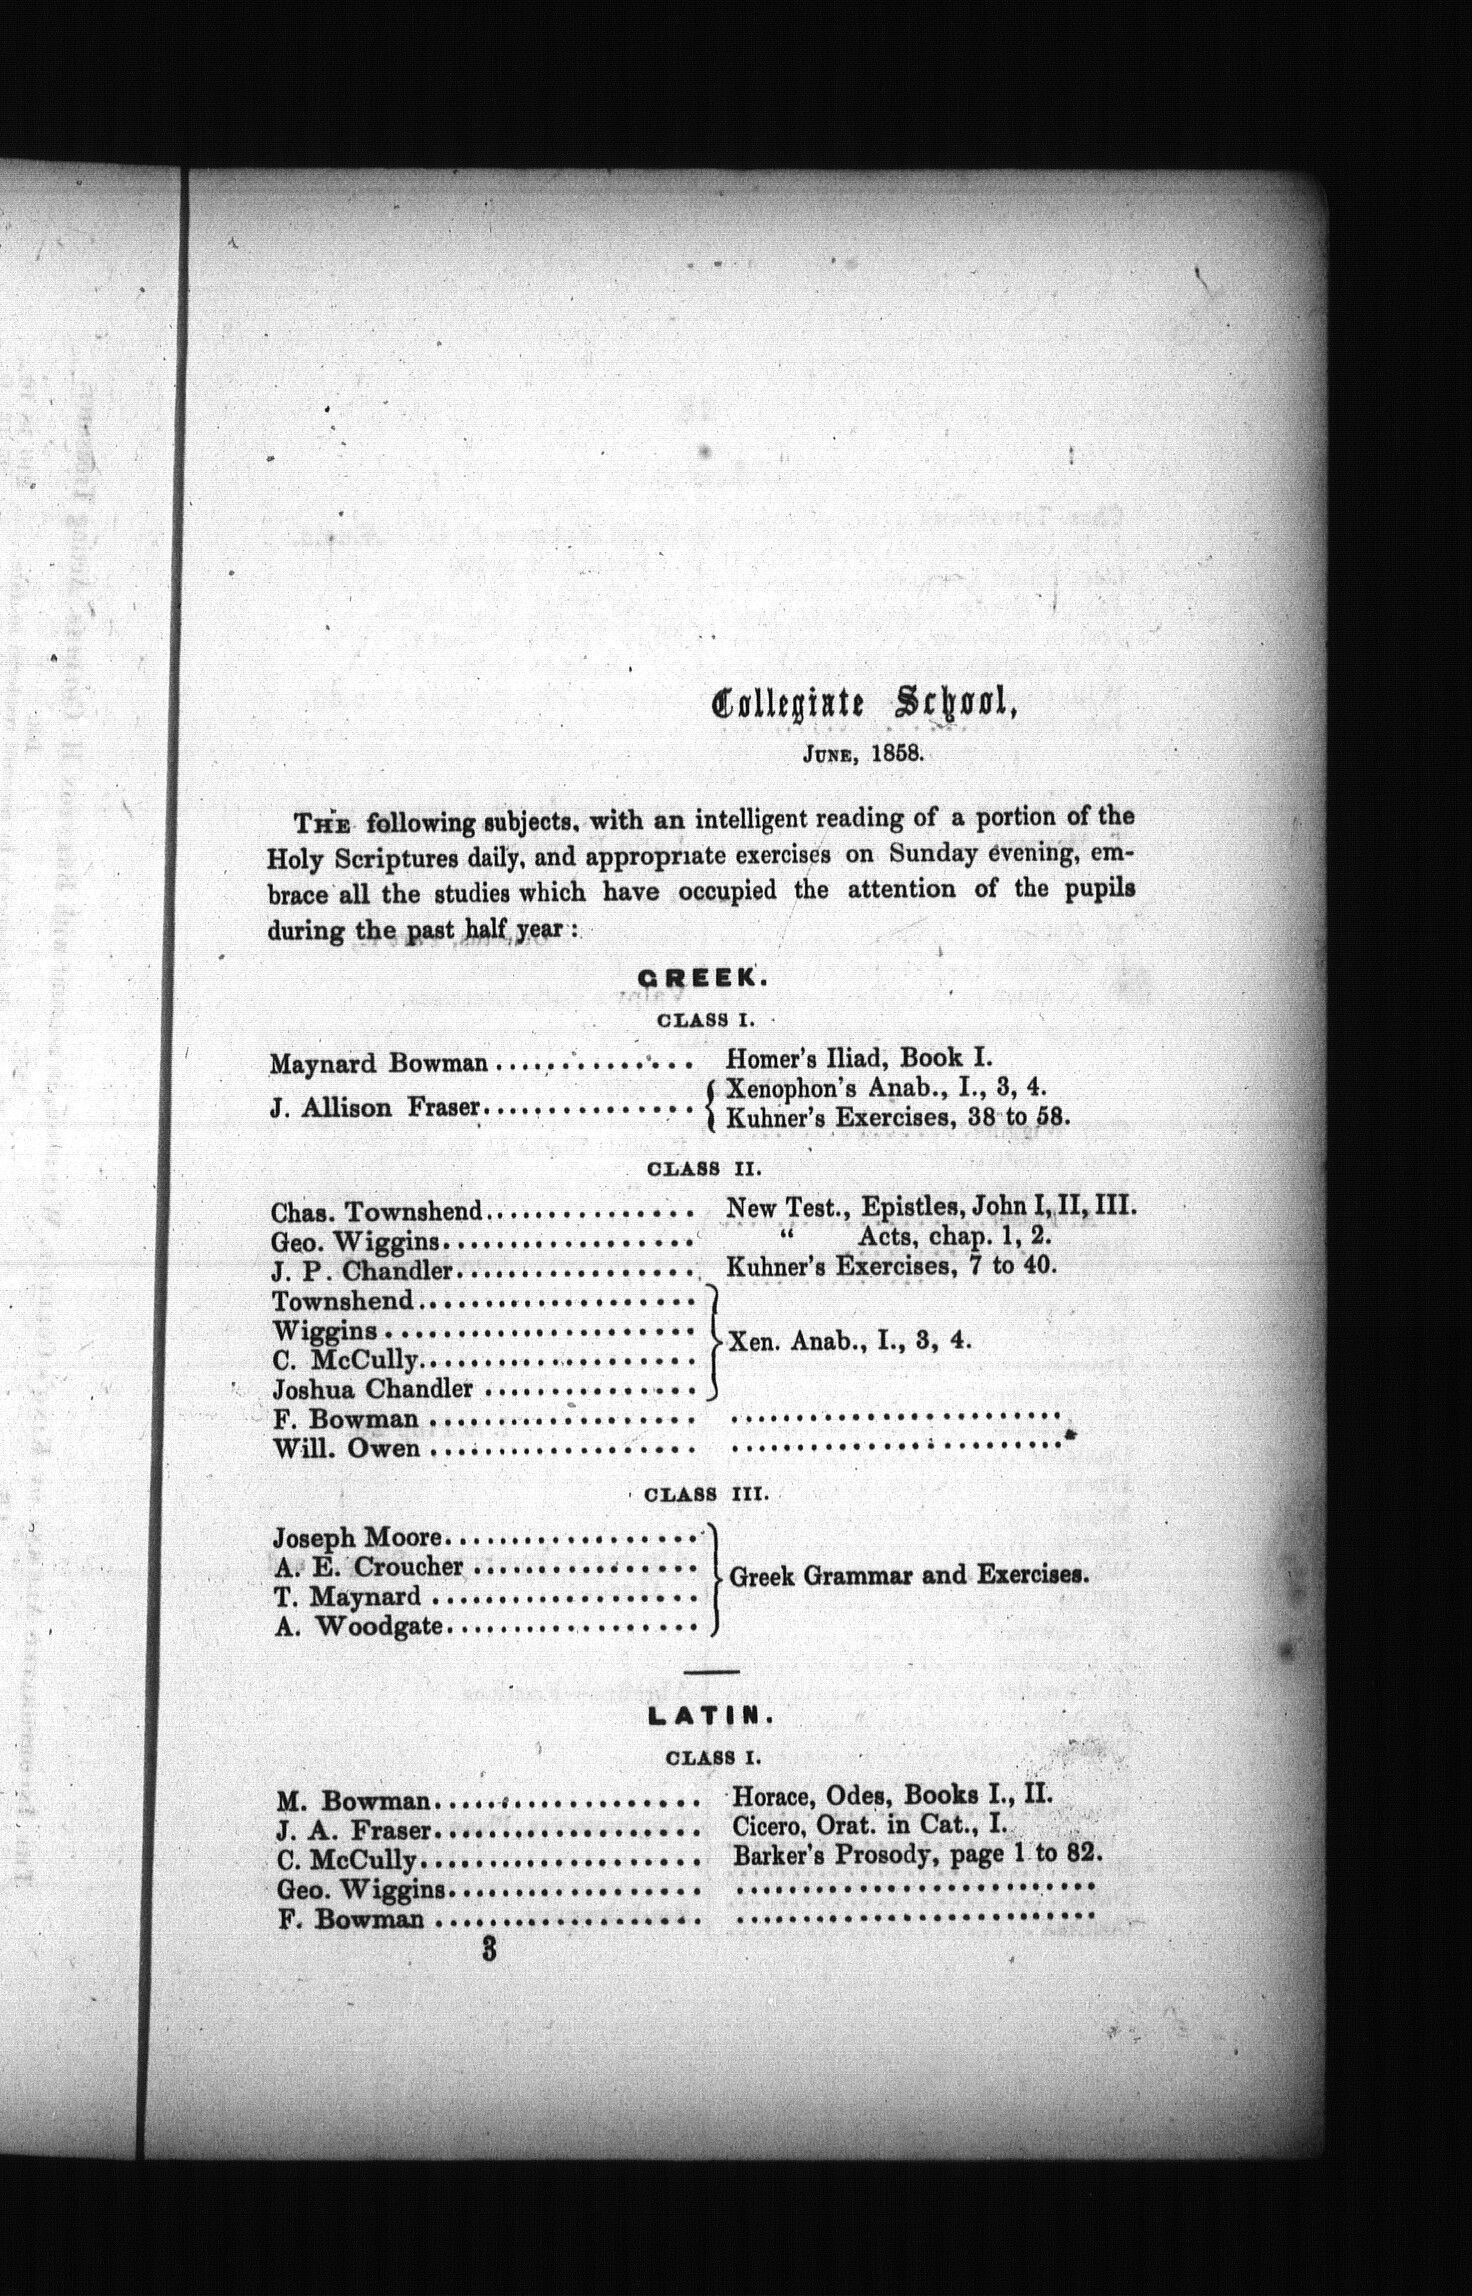 Collegiate School,
JUNE, 1858.
THE following subjects, with an intelligent reading of a portion of the
Holy Scriptures daily, and appropriate exercises on Sunday evening, em-
brace all the studies which have occupied the attention of the pupils
during the past half year :
GREEK.
CLASS I.
Maynard Bowman .............. Homer's Iliad, Book I.
J. Allison Fraser............... { Xenophon's Anab., I., 3, 4.
Kuhner's Exercises, 38 to 58.
CLASS II.
Chas. Townshend............... New Test., Epistles, John I, II, III.
Geo. Wiggins.................. “ Acts, chap. 1, 2.
J. P. Chandler................. Kuhner's Exercises, 7 to 40.
Townshend....................
Wiggins ......................
C. McCully.................... } Xen. Anab., I., 3, 4.
Joshua Chandler ...............
F. Bowman ................... .........................
Will. Owen ................... .........................
CLASS III.
Joseph Moore..................
A. E. Croucher ................ } Greek Grammar and Exercises.
T. Maynard ...................
A. Woodgate..................
LATIN.
CLASS I.
M. Bowman................... Horace, Odes, Books I., II.
J. A. Fraser................... Cicero, Orat. in Cat., I.
C. McCully.................... Barker's Prosody, page 1 to 82.
Geo. Wiggins.................. ..........................
F. Bowman ................... ..........................
3